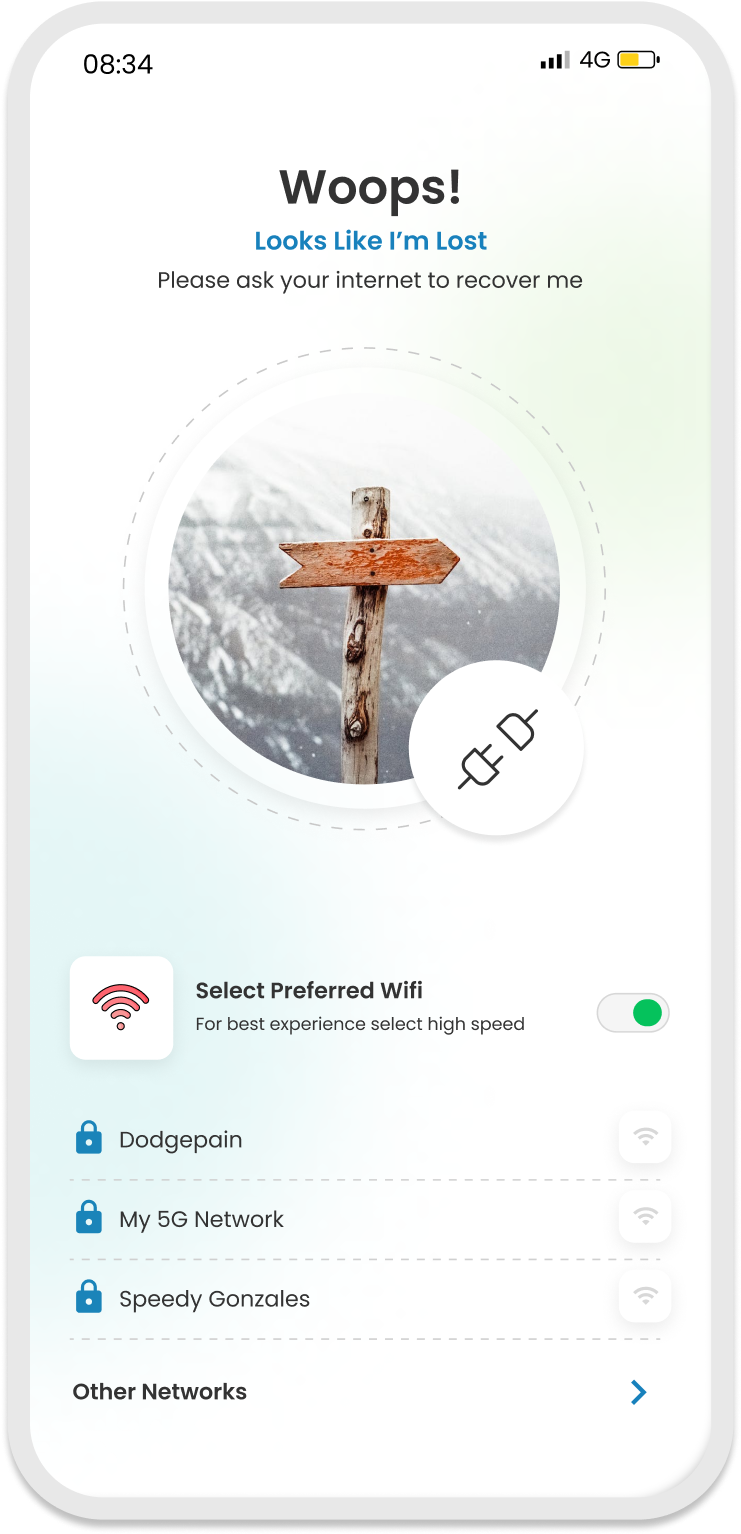 08:34
4G
Woops!
Looks Like I’m Lost
Please ask your internet to recover me
Select Preferred Wifi
For best experience select high speed
Dodgepain
My 5G Network
Speedy Gonzales
Other Networks